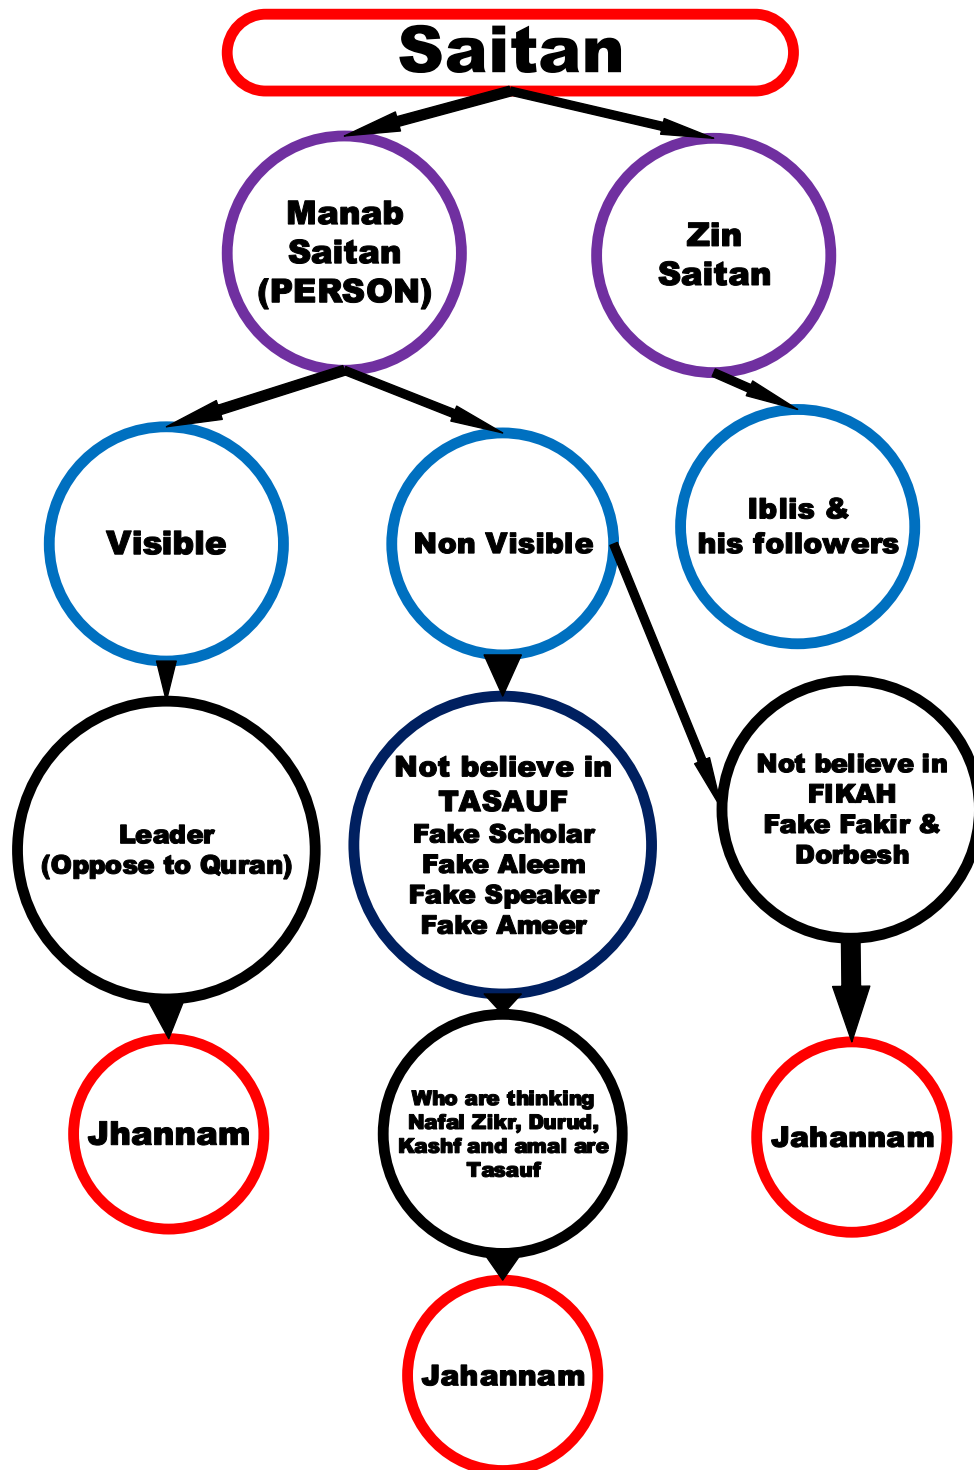 Saitan
Manab
Saitan
(PERSON)
Zin
Saitan
Visible
Non Visible
Iblis &
his followers
Leader
(Oppose to Quran)
Not believe in
TASAUF
Fake Scholar
Fake Aleem
Fake Speaker
Fake Ameer
Not believe in
FIKAH
Fake Fakir &
Dorbesh
Jhannam
Who are thinking
Nafal Zikr, Durud,
Kashf and amal are
Tasauf
Jahannam
Jahannam